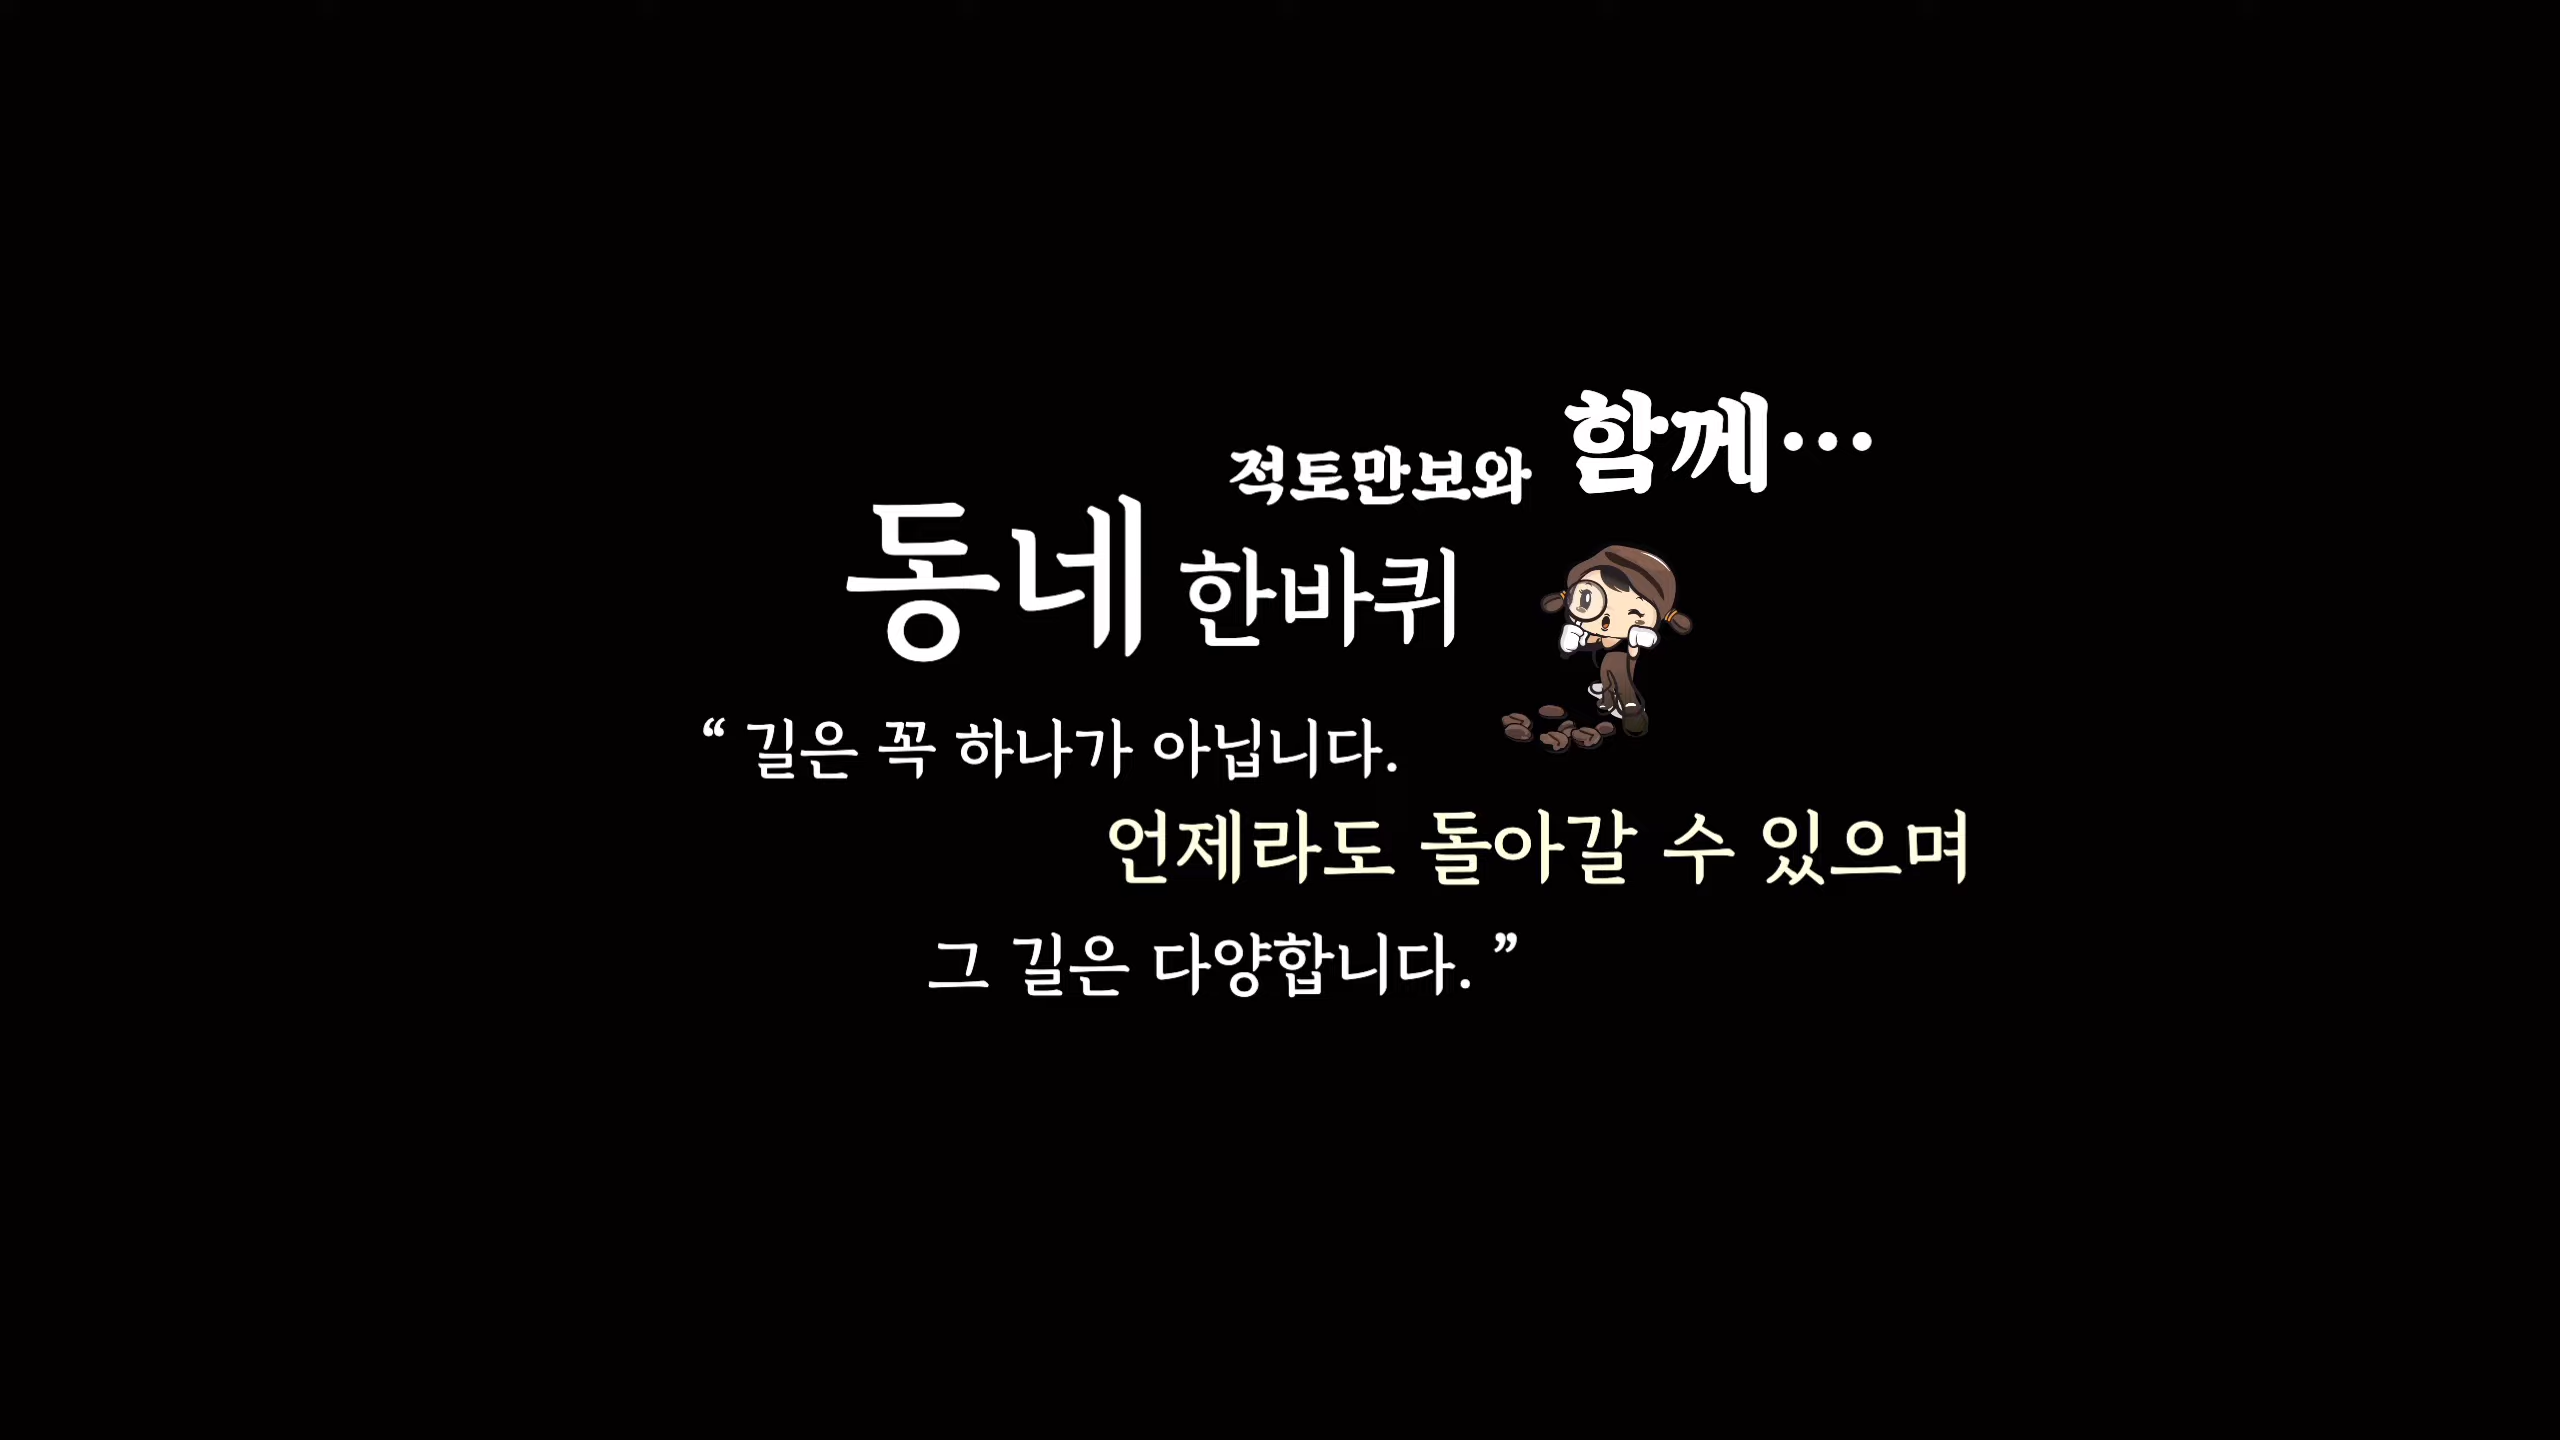 적토만보와 함께…
동네 한바퀴
“ 길은 꼭 하나가 아닙니다.
언제라도 돌아갈 수 있으며
그 길은 다양합니다. ”